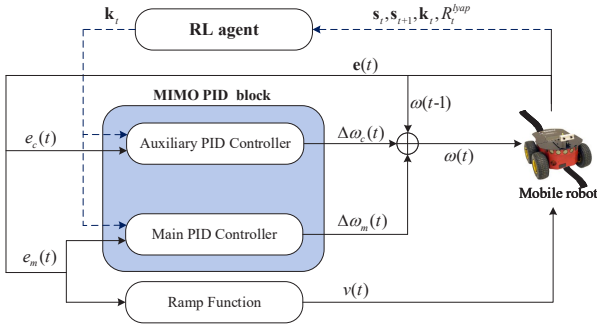 k_t
RL agent
s_t, s_{t+1}, k_t, R_t^{lyap}
e(t)
MIMO PID block
ω(t-1)
e_c(t)
Auxiliary PID Controller
Δω_c(t)
ω(t)
Mobile robot
e_m(t)
Main PID Controller
Δω_m(t)
Ramp Function
v(t)